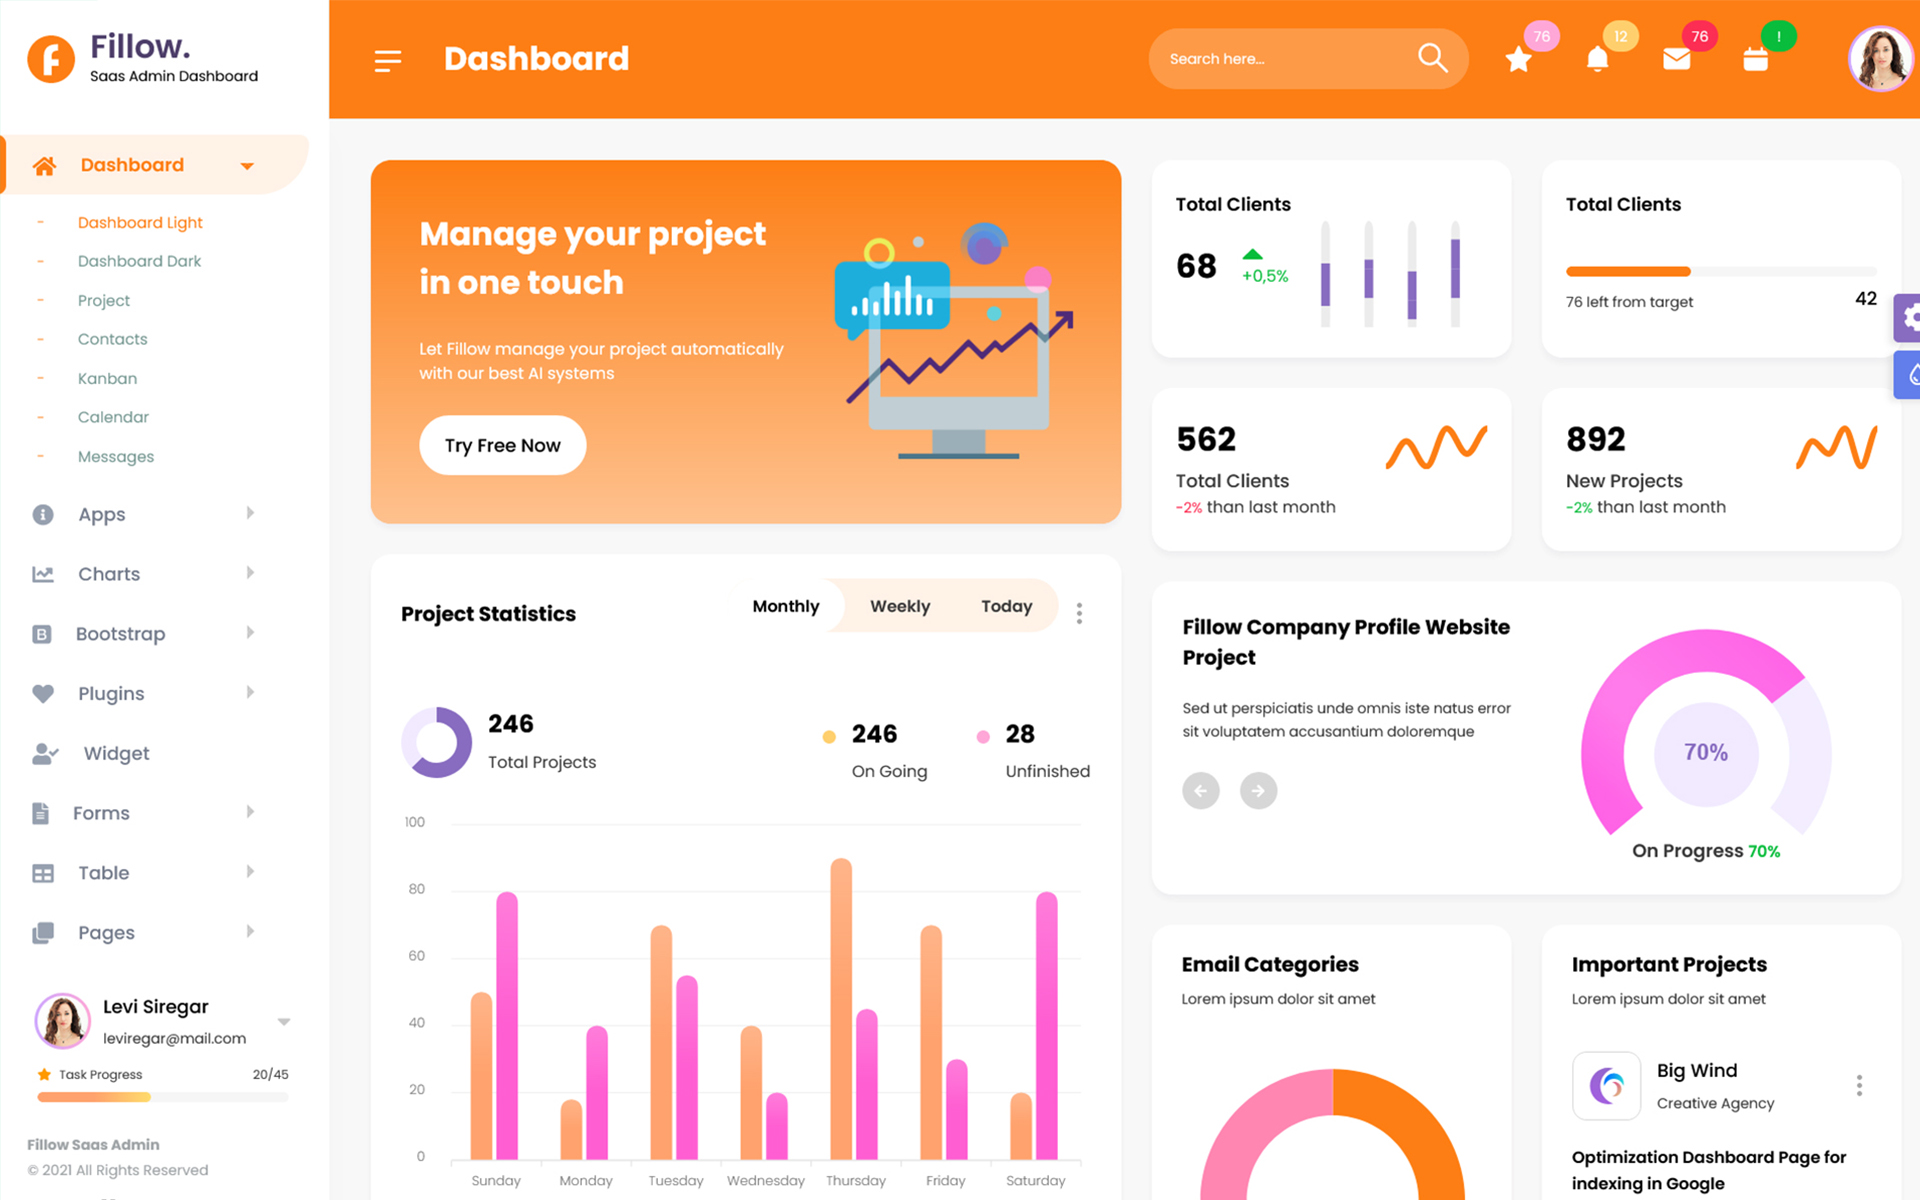 Fillow.
Saas Admin Dashboard
Dashboard
Search here...
76
12
76
!
Dashboard
- Dashboard Light
- Dashboard Dark
- Project
- Contacts
- Kanban
- Calendar
- Messages
Apps
Charts
Bootstrap
Plugins
Widget
Forms
Table
Pages
Levi Siregar
leviregar@mail.com
Task Progress 20/45
Fillow Saas Admin
© 2021 All Rights Reserved
Manage your project
in one touch
Let Fillow manage your project automatically
with our best AI systems
Try Free Now
Total Clients
68
+0,5%
Total Clients
76 left from target
42
562
Total Clients
-2% than last month
892
New Projects
-2% than last month
Project Statistics
Monthly
Weekly
Today
246
Total Projects
246
On Going
28
Unfinished
100
80
60
40
20
0
Sunday
Monday
Tuesday
Wednesday
Thursday
Friday
Saturday
Fillow Company Profile Website
Project
Sed ut perspiciatis unde omnis iste natus error
sit voluptatem accusantium doloremque
70%
On Progress 70%
Email Categories
Lorem ipsum dolor sit amet
Important Projects
Lorem ipsum dolor sit amet
Big Wind
Creative Agency
Optimization Dashboard Page for
indexing in Google